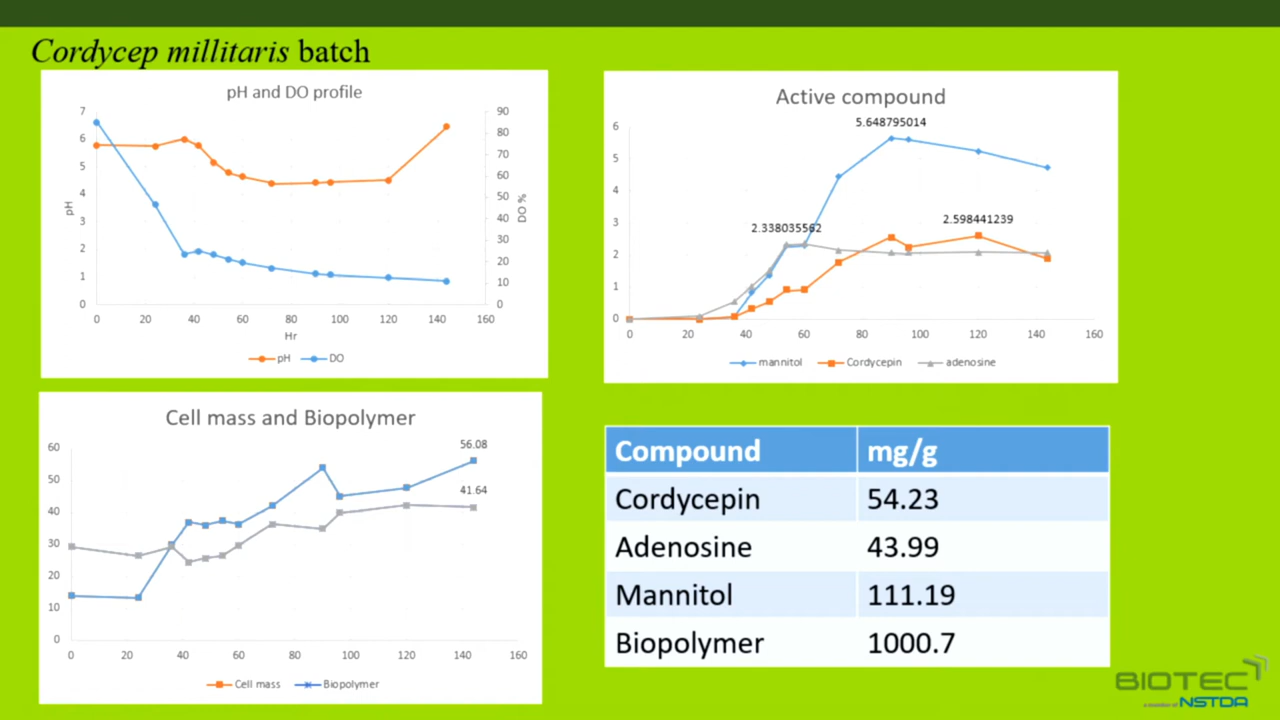 Cordycep millitaris batch
pH and DO profile
7
6
5
4
3
2
1
0
pH
90
80
70
60
50
40
30
20
10
0
DO %
0 20 40 60 80 100 120 140 160
Hr
pH DO
Active compound
5.648795014
2.338035562
2.598441239
6
5
4
3
2
1
0
0 20 40 60 80 100 120 140 160
mannitol Cordycepin adenosine
Cell mass and Biopolymer
56.08
41.64
60
50
40
30
20
10
0
0 20 40 60 80 100 120 140 160
Cell mass Biopolymer
Compound mg/g
Cordycepin 54.23
Adenosine 43.99
Mannitol 111.19
Biopolymer 1000.7
BIOTEC
a member of NSTDA